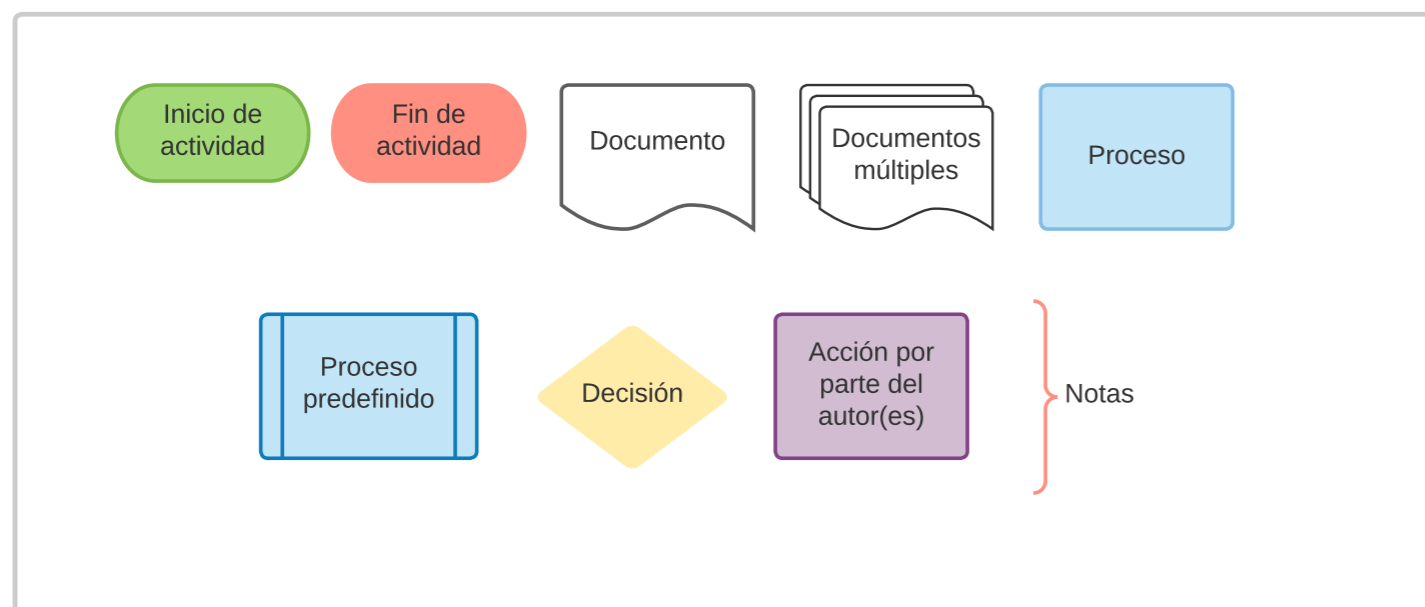 Inicio de
actividad
Fin de
actividad
Documento
Documentos
múltiples
Proceso
Proceso
predefinido
Decisión
Acción por
parte del
autor(es)
Notas